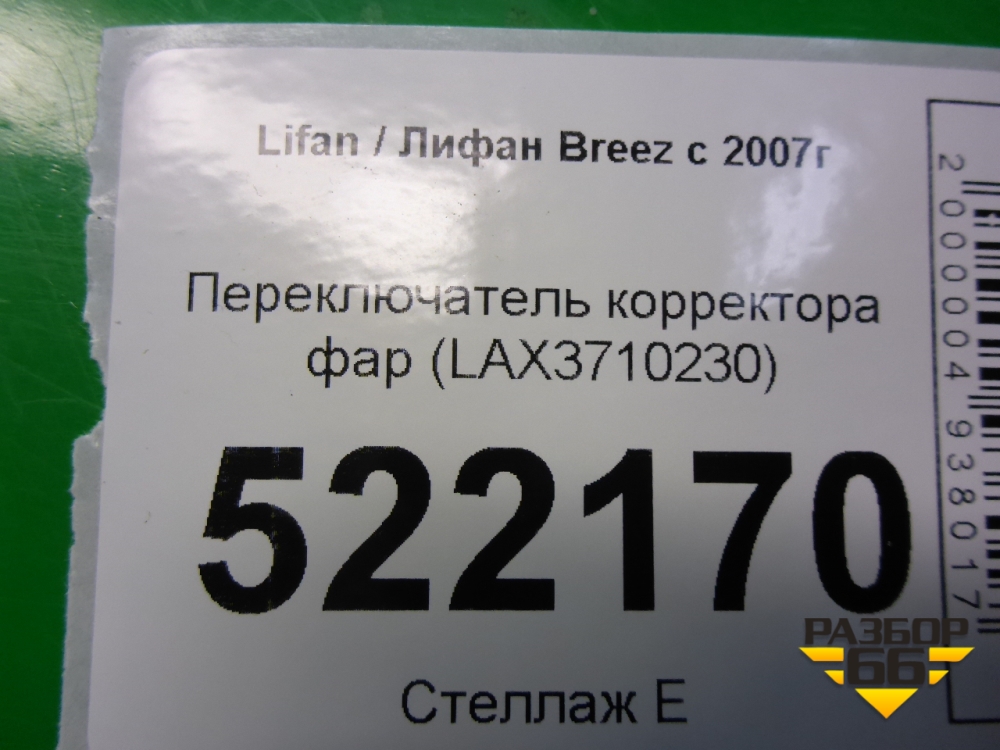 Lifan / Лифан Breez с 2007г
Переключатель корректора
фар (LAX3710230)
522170
Стеллаж Е
2000004938017
РАЗБОР
66